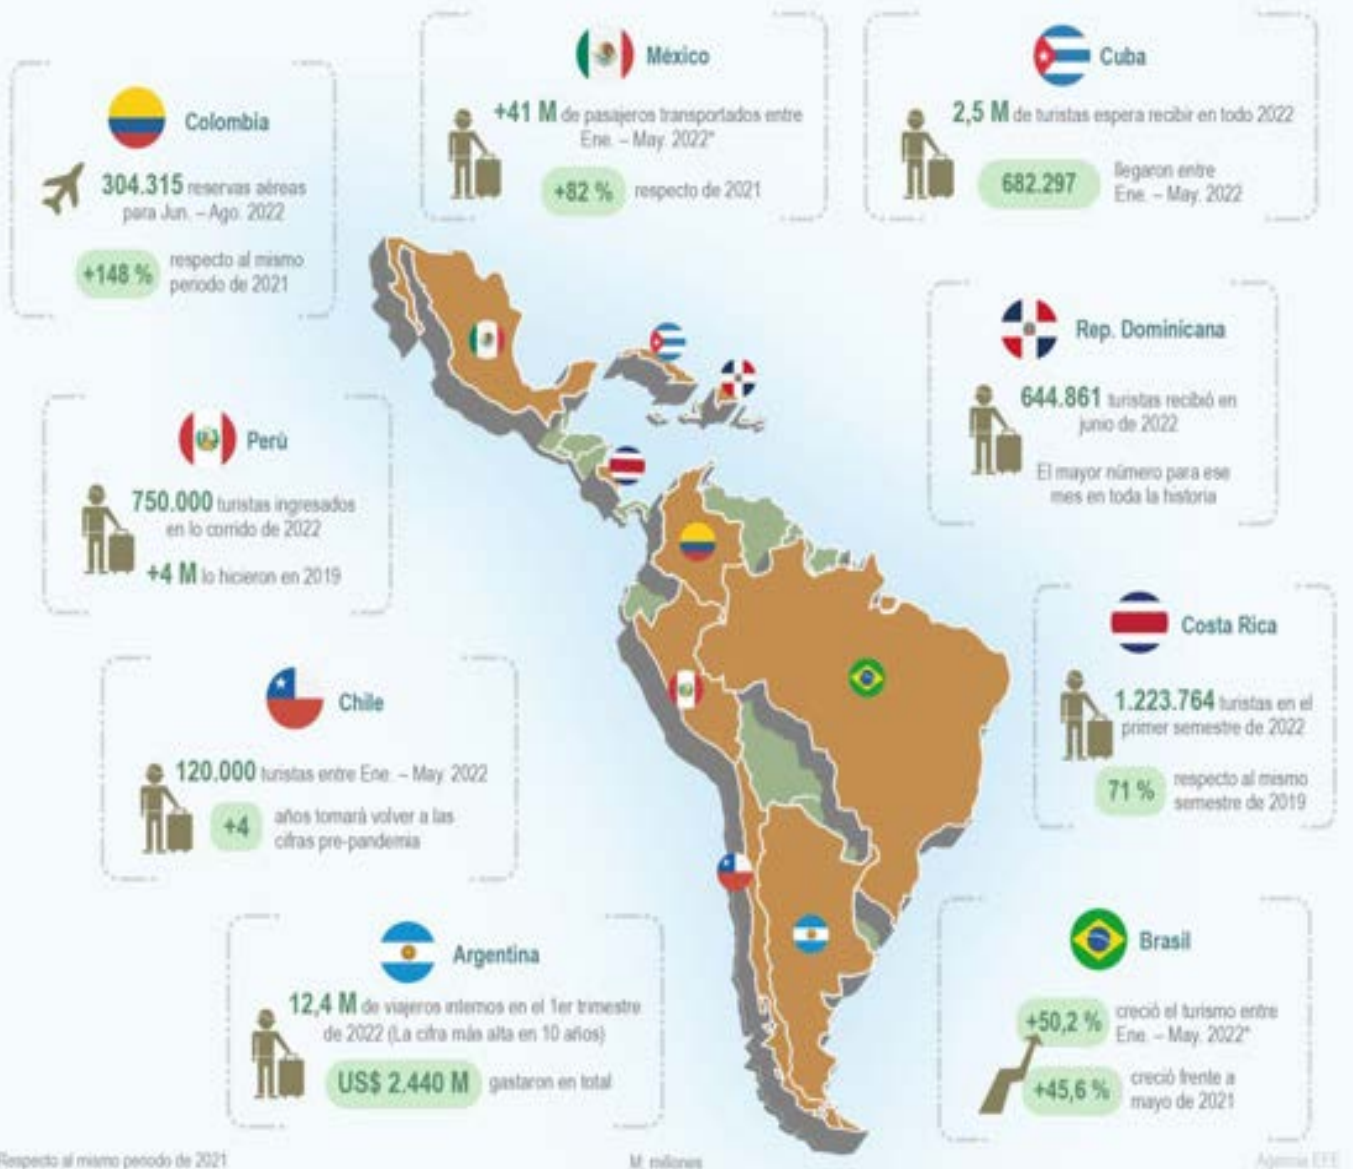 Colombia
304.315 reservas aéreas
para Jun. – Ago. 2022
+148 % respecto al mismo
periodo de 2021
México
+41 M de pasajeros transportados entre
Ene. – May. 2022*
+82 % respecto de 2021
Cuba
2,5 M de turistas espera recibir en todo 2022
682.297 llegaron entre
Ene. – May. 2022
Rep. Dominicana
644.861 turistas recibió en
junio de 2022
El mayor número para ese
mes en toda la historia
Perú
750.000 turistas ingresados
en lo corrido de 2022
+4 M lo hicieron en 2019
Costa Rica
1.223.764 turistas en el
primer semestre de 2022
71 % respecto al mismo
semestre de 2019
Chile
120.000 turistas entre Ene. – May. 2022
+4 años tomará volver a las
cifras pre-pandemia
Argentina
12,4 M de viajeros internos en el 1er trimestre
de 2022 (La cifra más alta en 10 años)
US$ 2.440 M gastaron en total
Brasil
+50,2 % creció el turismo entre
Ene. – May. 2022*
+45,6 % creció frente a
mayo de 2021
Respecto al mismo periodo de 2021
M: millones
Agencia EFE